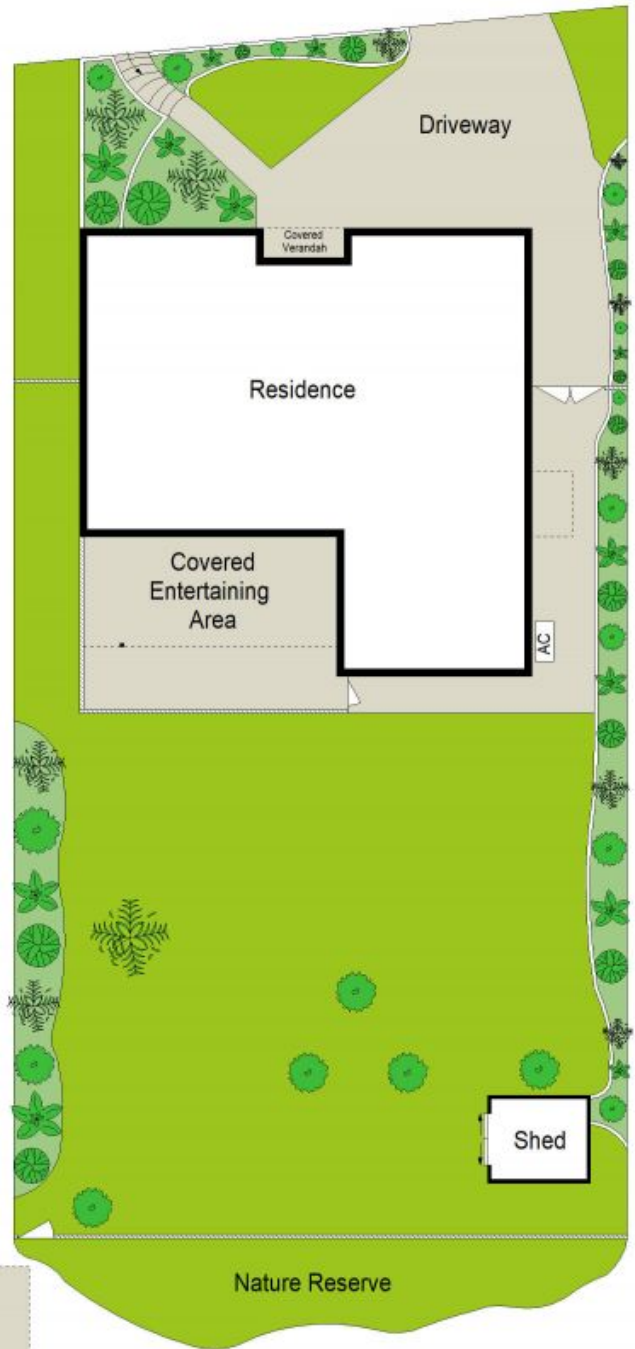 Driveway
Covered
Verandah
Residence
Covered
Entertaining
Area
AC
Shed
Nature Reserve